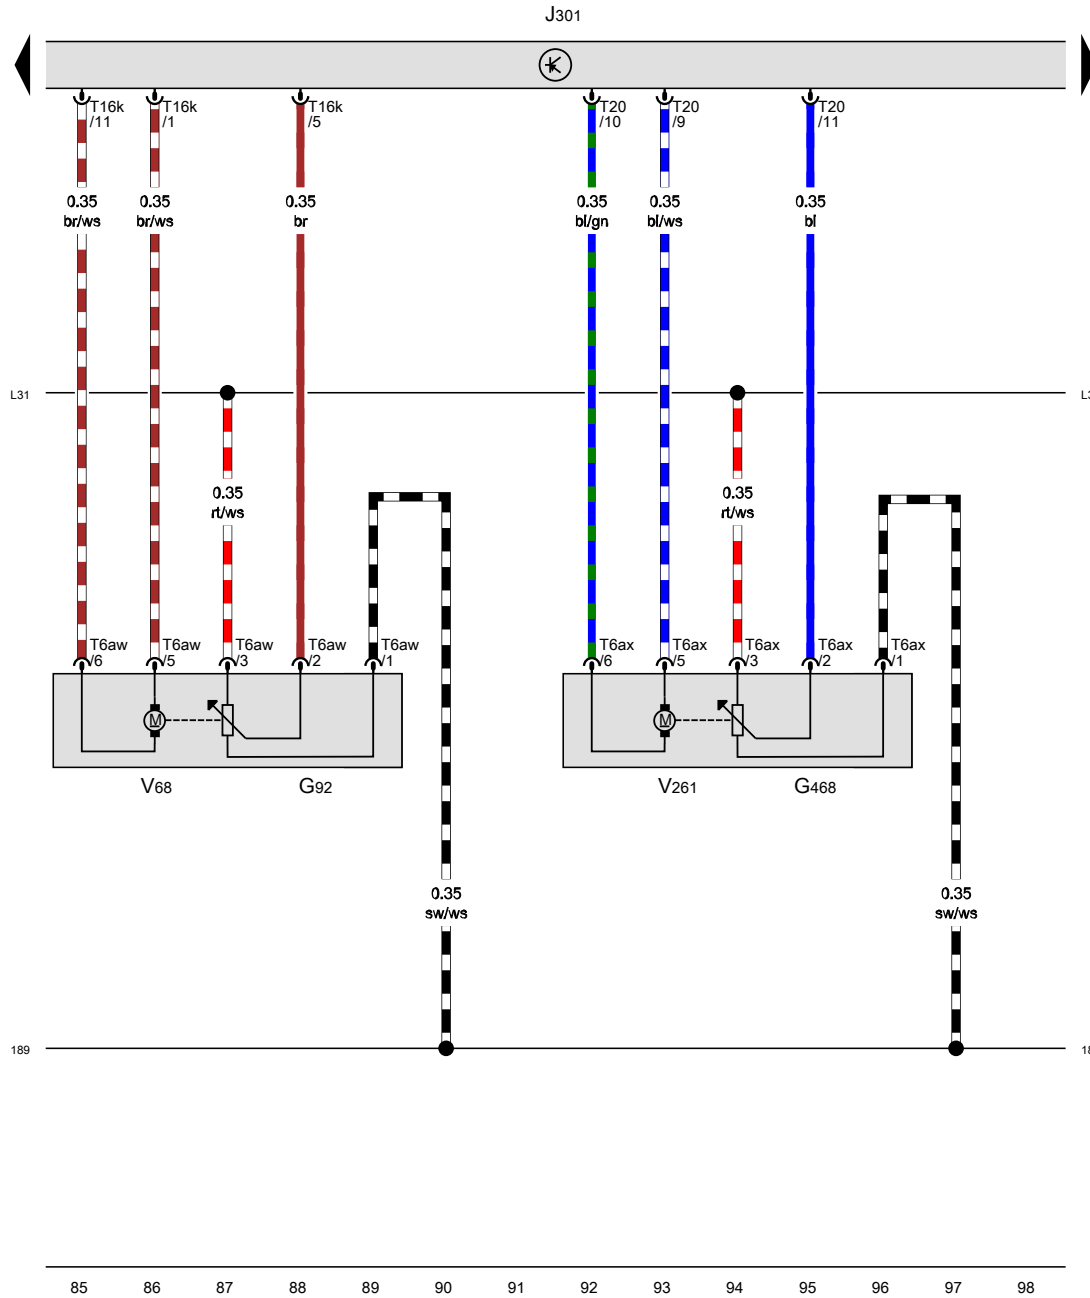 J301
T16k T16k T16k T20 T20 T20
/11 /1 /5 /10 /9 /11
0.35 0.35 0.35 0.35 0.35 0.35
br/ws br/ws br bl/gn bl/ws bl
L31
0.35 0.35
rt/ws rt/ws
T6aw T6aw T6aw T6aw T6aw T6ax T6ax T6ax T6ax T6ax
/6 /5 /3 /2 /1 /6 /5 /3 /2 /1
M M
V68 G92 V261 G468
0.35 0.35
sw/ws sw/ws
189
85 86 87 88 89 90 91 92 93 94 95 96 97 98